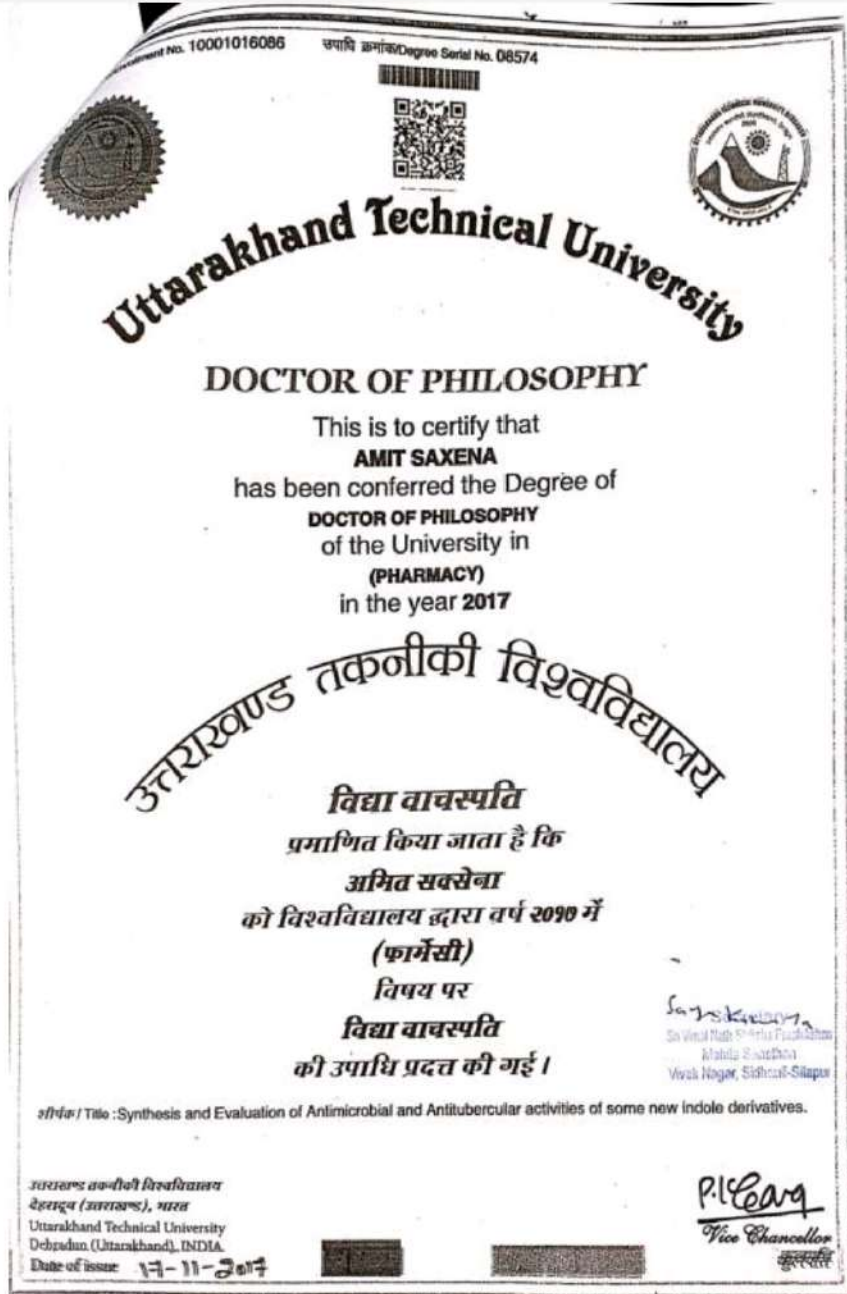 No. 10001016086 उपाधि क्रमांक/Degree Serial No. 08574
Uttarakhand Technical University
DOCTOR OF PHILOSOPHY
This is to certify that
AMIT SAXENA
has been conferred the Degree of
DOCTOR OF PHILOSOPHY
of the University in
(PHARMACY)
in the year 2017
उत्तराखण्ड तकनीकी विश्वविद्यालय
विद्या वाचस्पति
प्रमाणित किया जाता है कि
अमित सक्सेना
को विश्वविद्यालय द्वारा वर्ष २०१७ में
(फार्मेसी)
विषय पर
विद्या वाचस्पति
की उपाधि प्रदत्त की गई।
Mahila
Vivek Nagar, Sidhauli-Sitapur
शीर्षक / Title :Synthesis and Evaluation of Antimicrobial and Antitubercular activities of some new indole derivatives.
उत्तराखण्ड तकनीकी विश्वविद्यालय
देहरादून (उत्तराखण्ड), भारत
Uttarakhand Technical University
Dehradun (Uttarakhand), INDIA
Date of issue 17-11-2017
Vice Chancellor
कुलपति